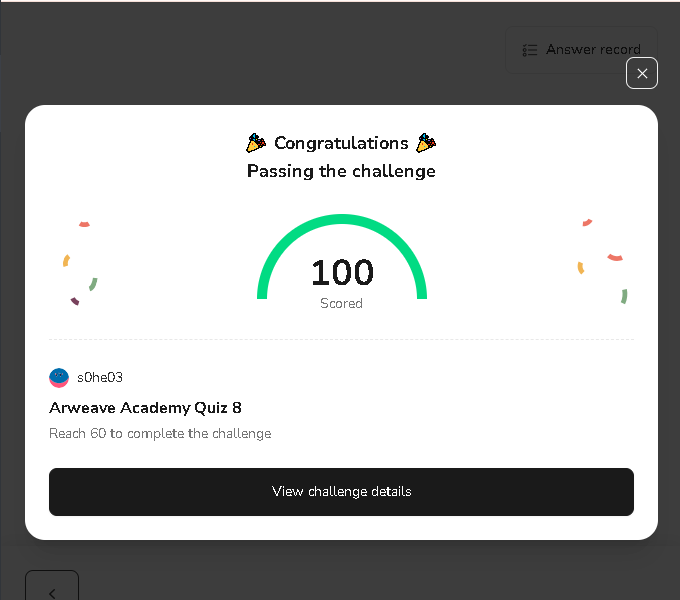 Answer record
🎉 Congratulations 🎉
Passing the challenge
100
Scored
s0he03
Arweave Academy Quiz 8
Reach 60 to complete the challenge
View challenge details